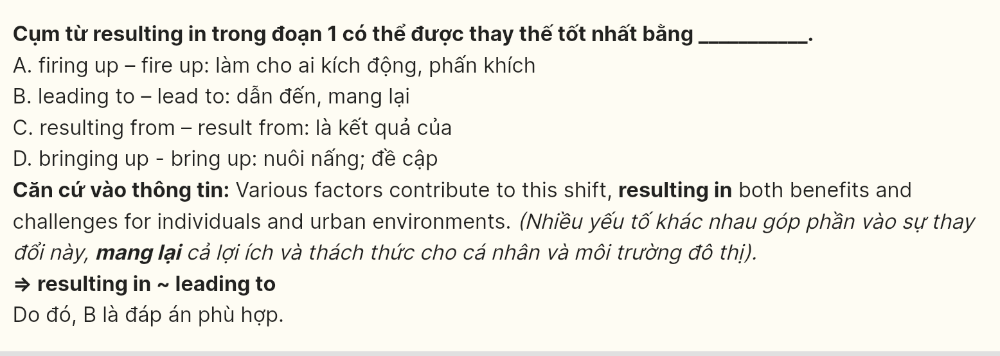 Cụm từ resulting in trong đoạn 1 có thể được thay thế tốt nhất bằng ___________.
A. firing up – fire up: làm cho ai kích động, phấn khích
B. leading to – lead to: dẫn đến, mang lại
C. resulting from – result from: là kết quả của
D. bringing up - bring up: nuôi nấng; đề cập
Căn cứ vào thông tin: Various factors contribute to this shift, resulting in both benefits and
challenges for individuals and urban environments. (Nhiều yếu tố khác nhau góp phần vào sự thay
đổi này, mang lại cả lợi ích và thách thức cho cá nhân và môi trường đô thị).
⇒ resulting in ~ leading to
Do đó, B là đáp án phù hợp.